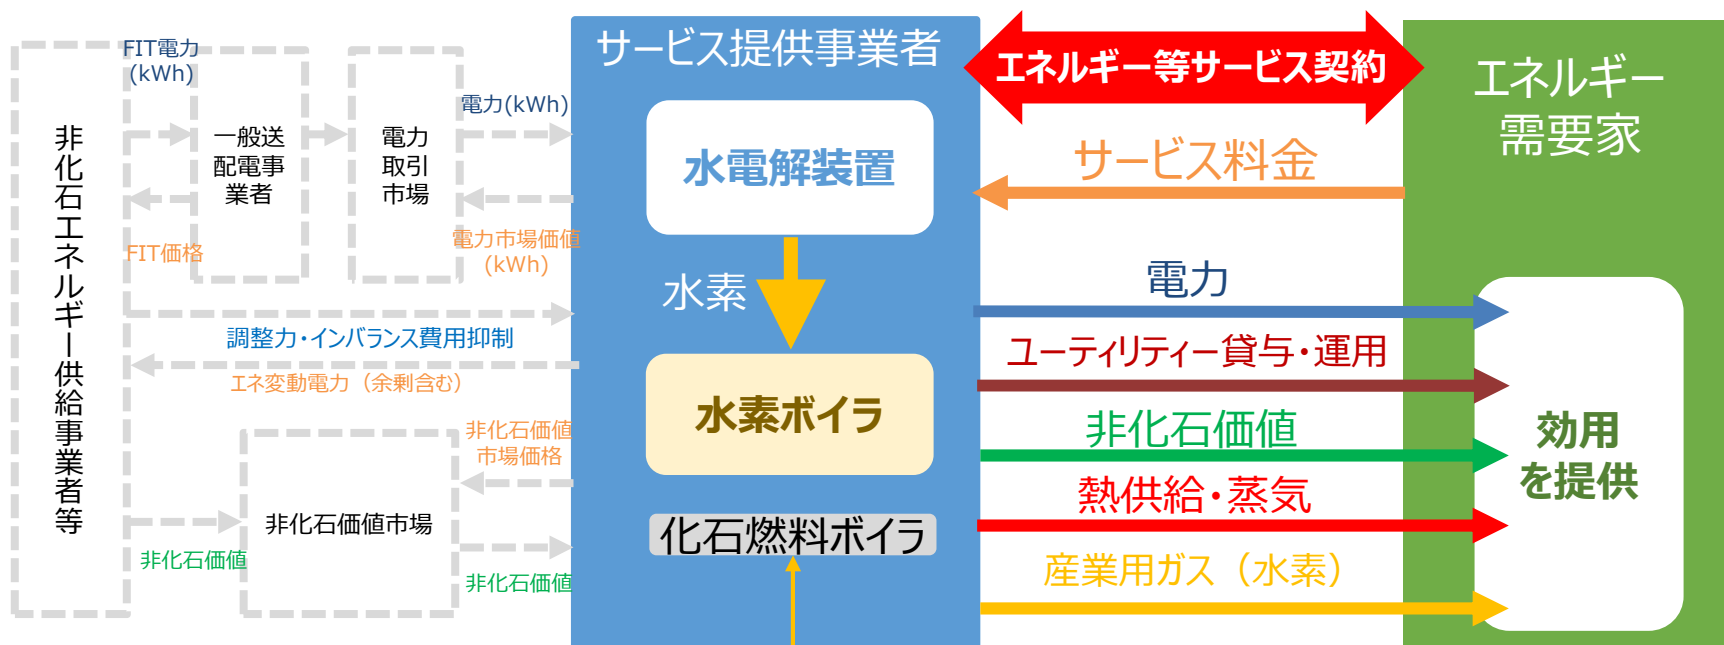 非化石エネルギー供給事業者等
FIT電力
(kWh)
一般送
配電事
業者
FIT価格
電力
取引
市場
電力(kWh)
電力市場価値
(kWh)
調整力・インバランス費用抑制
エネ変動電力（余剰含む）
非化石価値
市場価格
非化石価値市場
非化石価値
非化石価値
サービス提供事業者
水電解装置
水素
水素ボイラ
化石燃料ボイラ
エネルギー等サービス契約
サービス料金
電力
ユーティリティー貸与・運用
非化石価値
熱供給・蒸気
産業用ガス（水素）
エネルギー
需要家
効用
を提供